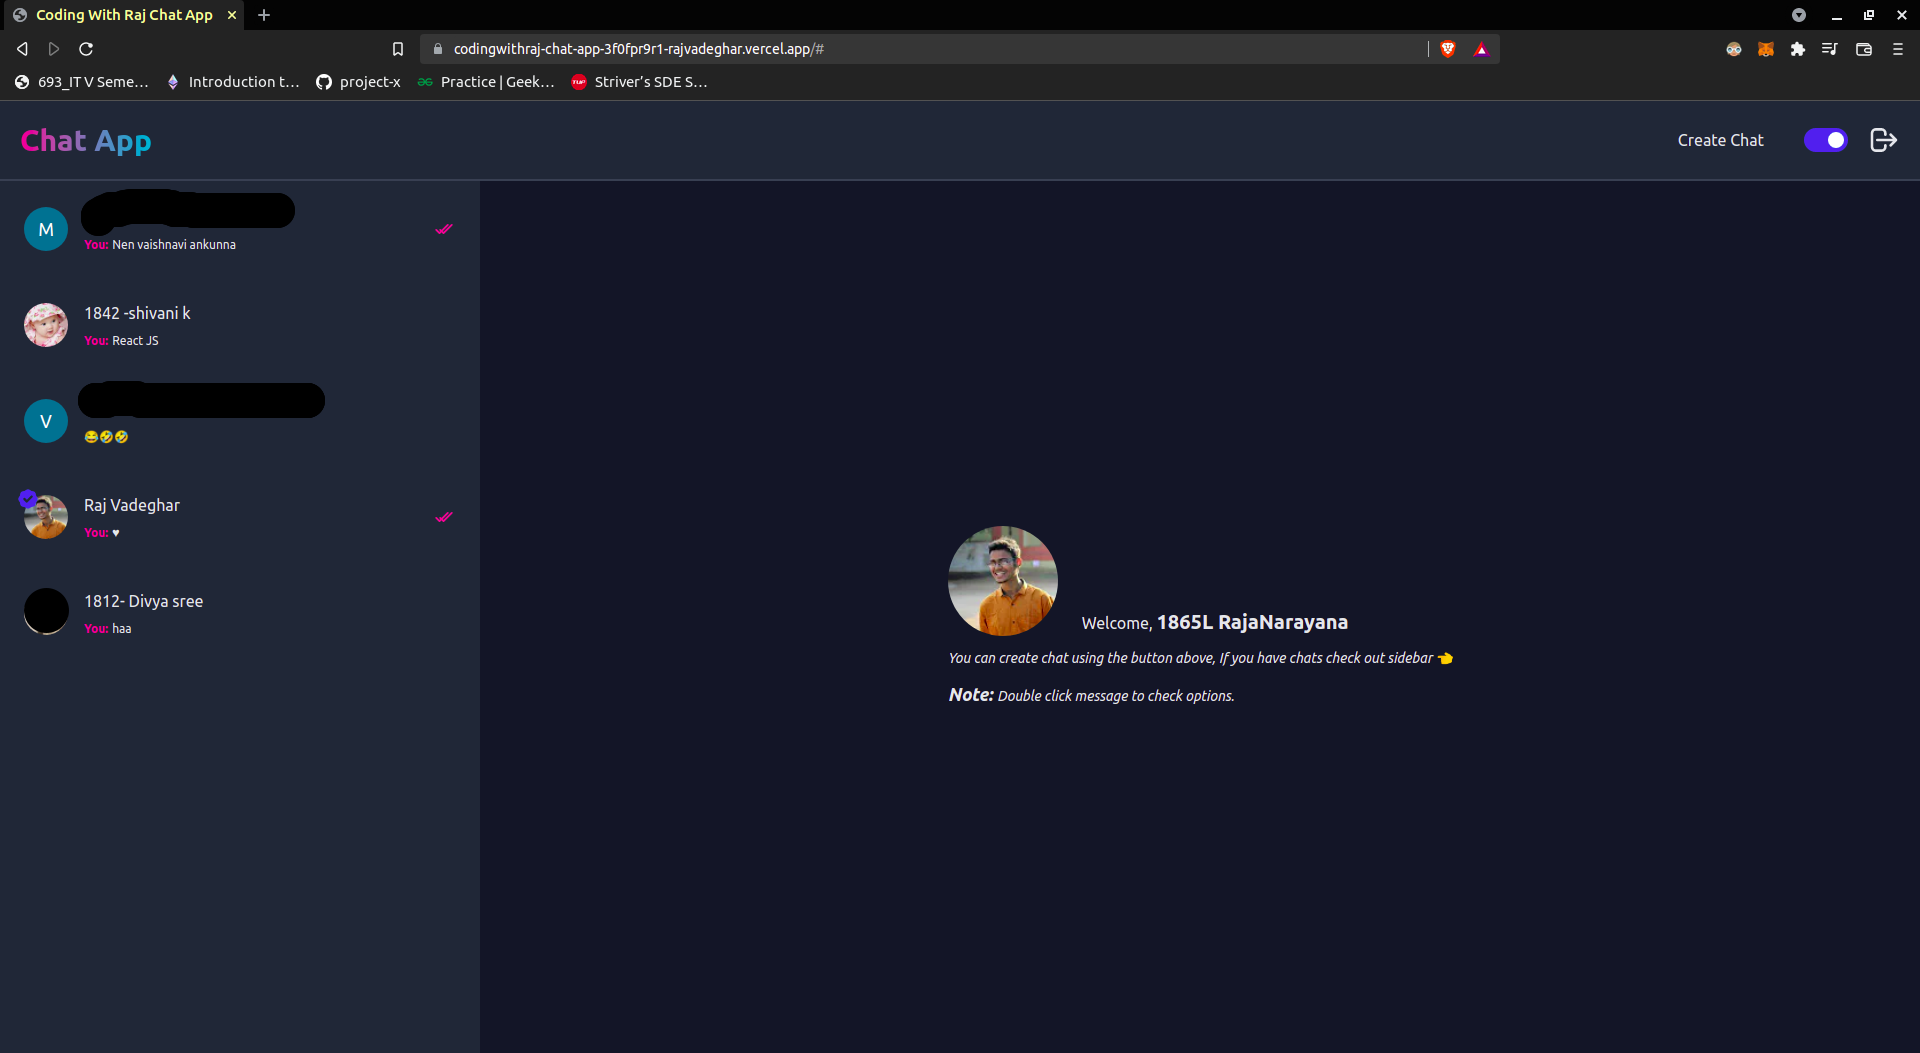 Coding With Raj Chat App
codingwithraj-chat-app-3f0fpr9r1-rajvadeghar.vercel.app/#
693_IT V Seme...
Introduction t...
project-x
Practice | Geek...
Striver's SDE S...
Chat App
Create Chat
M
You: Nen vaishnavi ankunna
1842 -shivani k
You: React JS
V
😂🤣🤣
Raj Vadeghar
You: ♥
1812- Divya sree
You: haa
Welcome, 1865L RajaNarayana
You can create chat using the button above, If you have chats check out sidebar 👈
Note: Double click message to check options.